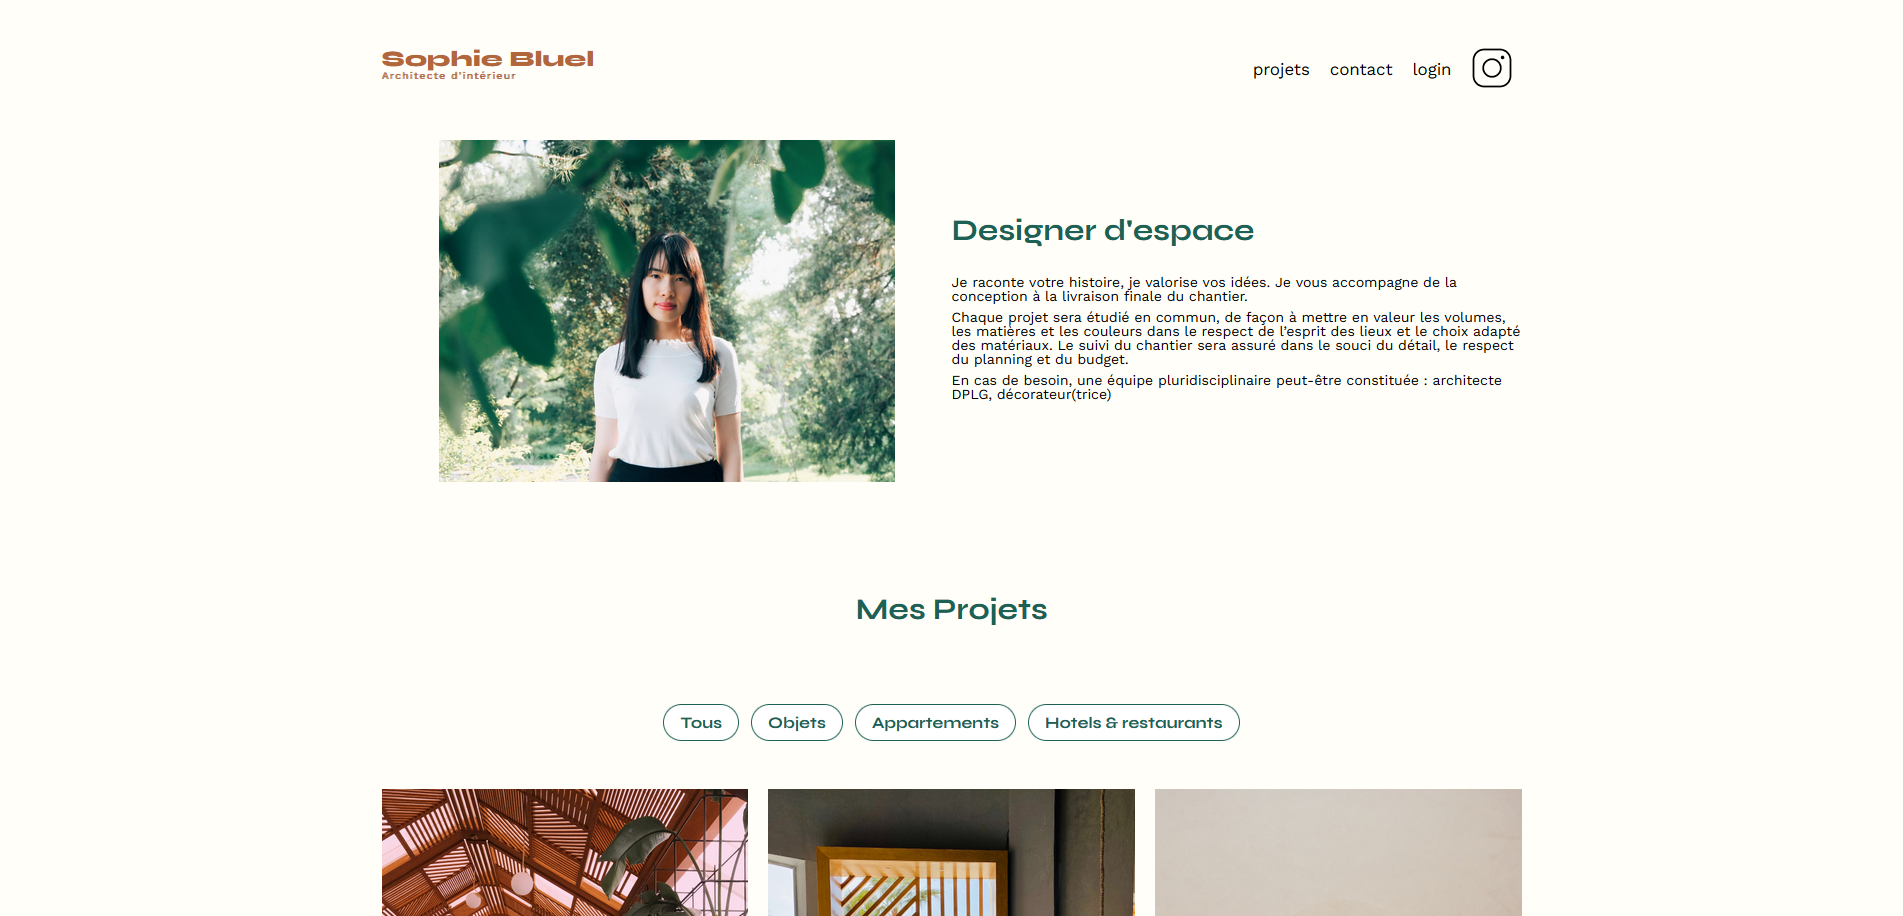 Sophie Bluel
Architecte d'intérieur
projets contact login
Designer d'espace
Je raconte votre histoire, je valorise vos idées. Je vous accompagne de la
conception à la livraison finale du chantier.
Chaque projet sera étudié en commun, de façon à mettre en valeur les volumes,
les matières et les couleurs dans le respect de l’esprit des lieux et le choix adapté
des matériaux. Le suivi du chantier sera assuré dans le souci du détail, le respect
du planning et du budget.
En cas de besoin, une équipe pluridisciplinaire peut-être constituée : architecte
DPLG, décorateur(trice)
Mes Projets
Tous Objets Appartements Hotels & restaurants